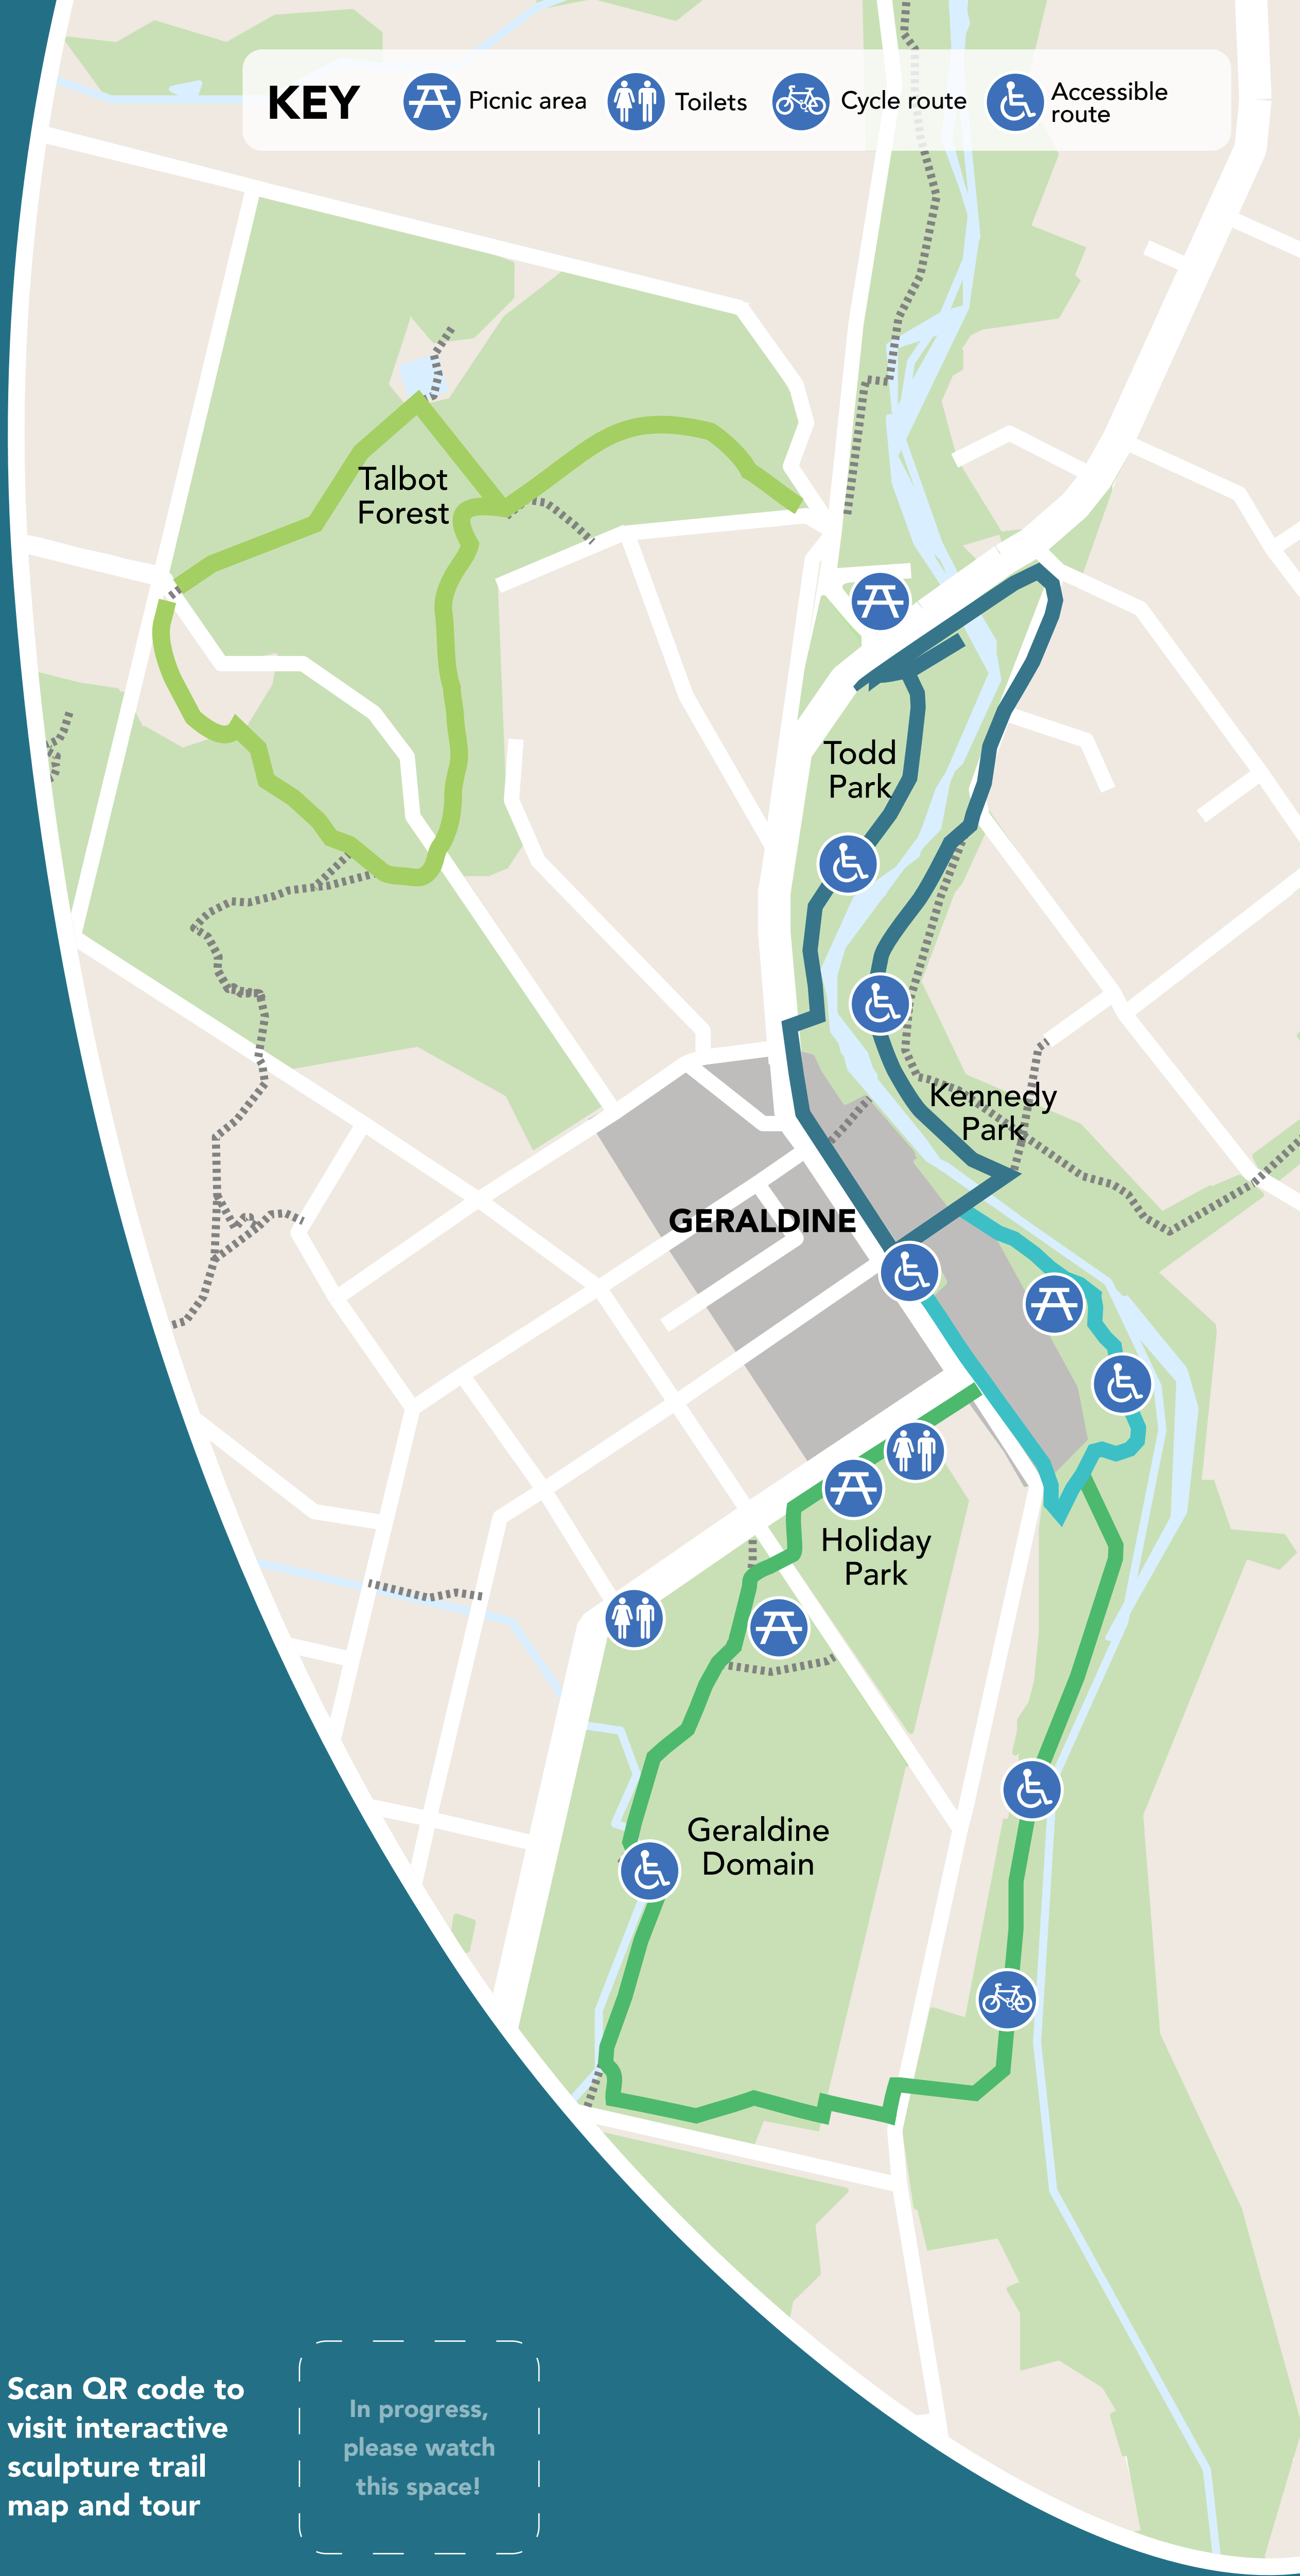 KEY
Picnic area
Toilets
Cycle route
Accessible
route
Talbot
Forest
Todd
Park
Kennedy
Park
GERALDINE
Holiday
Park
Geraldine
Domain
Scan QR code to
visit interactive
sculpture trail
map and tour
In progress,
please watch
this space!